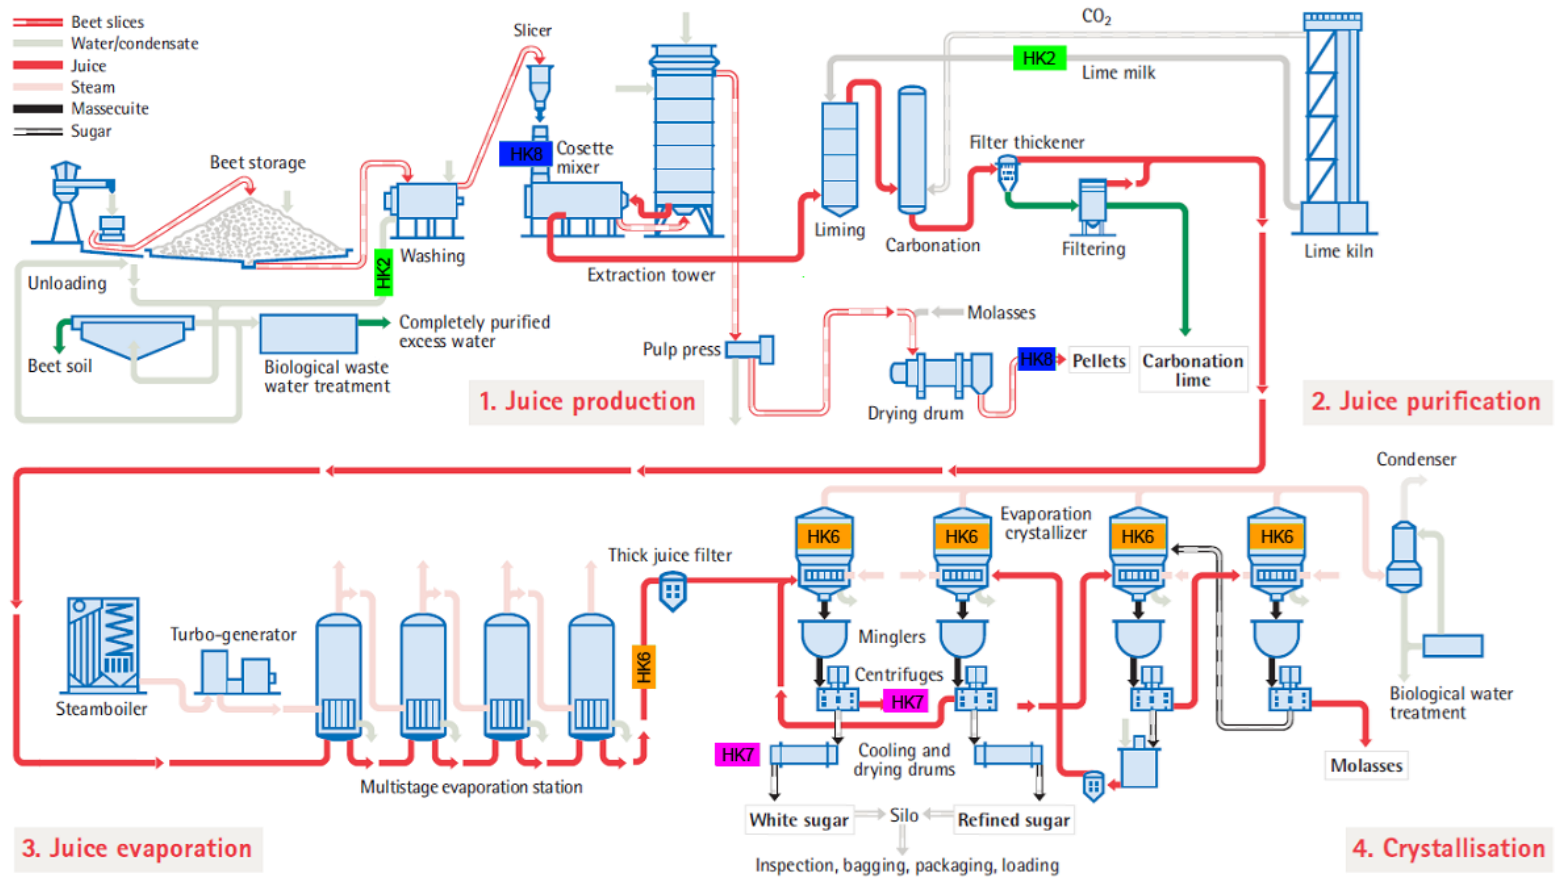 Beet slices
Water/condensate
Juice
Steam
Massecuite
Sugar
Slicer
CO2
HK2
Lime milk
Beet storage
HK8
Cosette
mixer
Filter thickener
Unloading
HK2
Washing
Extraction tower
Liming
Carbonation
Filtering
Lime kiln
Beet soil
Biological waste
water treatment
Completely purified
excess water
Pulp press
Molasses
Drying drum
HK8
Pellets
Carbonation
lime
1. Juice production
2. Juice purification
Steamboiler
Turbo-generator
Multistage evaporation station
HK6
Thick juice filter
HK6
HK6
Evaporation
crystallizer
HK6
HK6
Condenser
Minglers
Centrifuges
HK7
HK7
Cooling and
drying drums
White sugar
Silo
Refined sugar
Inspection, bagging, packaging, loading
Biological water
treatment
Molasses
3. Juice evaporation
4. Crystallisation